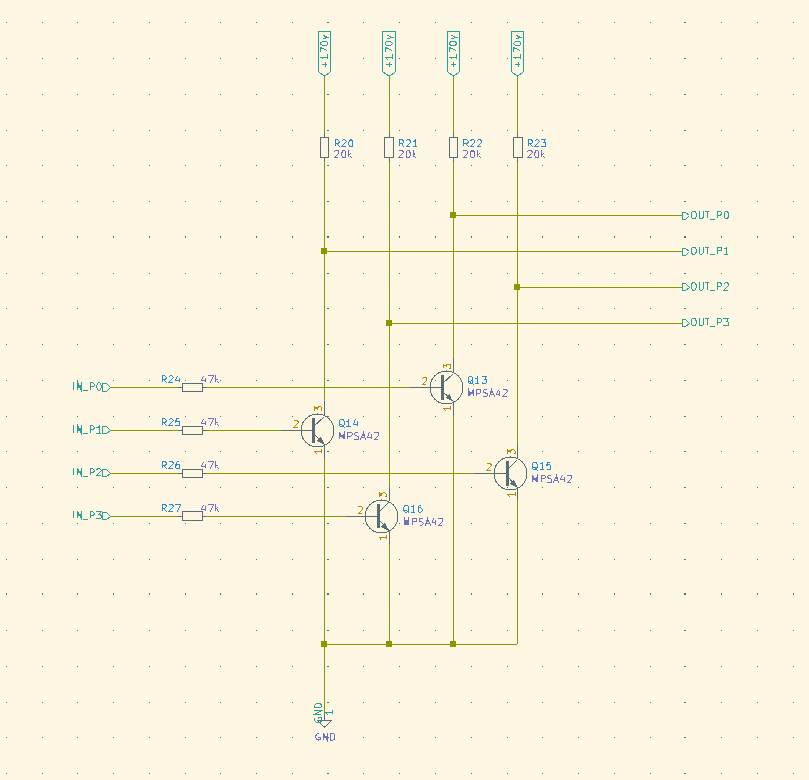 +170v +170v +170v +170v
R20 R21 R22 R23
20k 20k 20k 20k
OUT_P0
OUT_P1
OUT_P2
OUT_P3
3
Q13
IN_P0 R24 47k 2
MPSA42
1
3
Q14
IN_P1 R25 47k 2
MPSA42
1
3
Q15
IN_P2 R26 47k 2
MPSA42
1
3
Q16
IN_P3 R27 47k 2
MPSA42
1
GND 1
GND